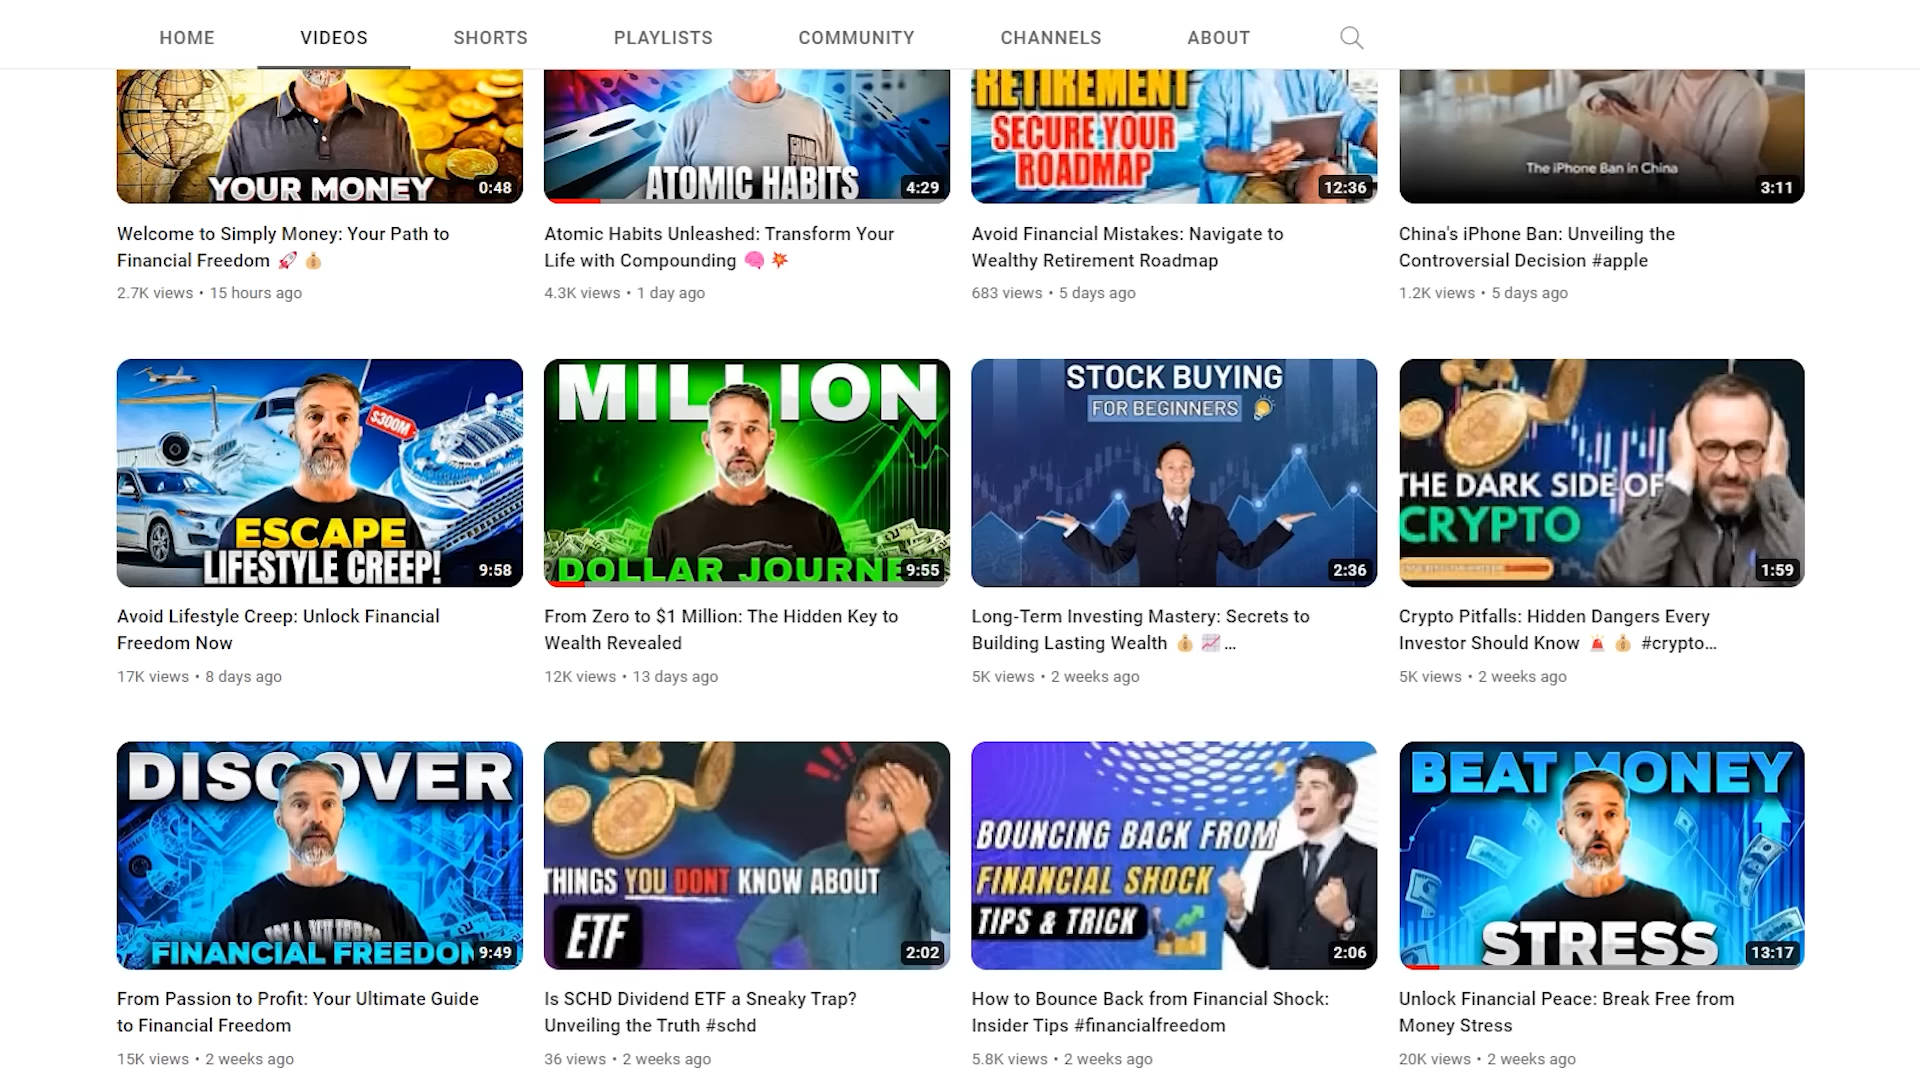 HOME VIDEOS SHORTS PLAYLISTS COMMUNITY CHANNELS ABOUT
YOUR MONEY
0:48
ATOMIC HABITS
4:29
RETIREMENT
SECURE YOUR
ROADMAP
12:36
The iPhone Ban in China
3:11
Welcome to Simply Money: Your Path to
Financial Freedom 🚀 💰
2.7K views • 15 hours ago
Atomic Habits Unleashed: Transform Your
Life with Compounding 🧠 💥
4.3K views • 1 day ago
Avoid Financial Mistakes: Navigate to
Wealthy Retirement Roadmap
683 views • 5 days ago
China's iPhone Ban: Unveiling the
Controversial Decision #apple
1.2K views • 5 days ago
$300M
ESCAPE
LIFESTYLE CREEP!
9:58
MILLION
DOLLAR JOURNE
9:55
STOCK BUYING
FOR BEGINNERS
2:36
THE DARK SIDE OF
CRYPTO
1:59
Avoid Lifestyle Creep: Unlock Financial
Freedom Now
17K views • 8 days ago
From Zero to $1 Million: The Hidden Key to
Wealth Revealed
12K views • 13 days ago
Long-Term Investing Mastery: Secrets to
Building Lasting Wealth 💰 📈 ...
5K views • 2 weeks ago
Crypto Pitfalls: Hidden Dangers Every
Investor Should Know 🚨 💰 #crypto...
5K views • 2 weeks ago
DISCOVER
FINANCIAL FREEDOM
9:49
THINGS YOU DONT KNOW ABOUT
ETF
2:02
BOUNCING BACK FROM
FINANCIAL SHOCK
TIPS & TRICK
2:06
BEAT MONEY
STRESS
13:17
From Passion to Profit: Your Ultimate Guide
to Financial Freedom
15K views • 2 weeks ago
Is SCHD Dividend ETF a Sneaky Trap?
Unveiling the Truth #schd
36 views • 2 weeks ago
How to Bounce Back from Financial Shock:
Insider Tips #financialfreedom
5.8K views • 2 weeks ago
Unlock Financial Peace: Break Free from
Money Stress
20K views • 2 weeks ago